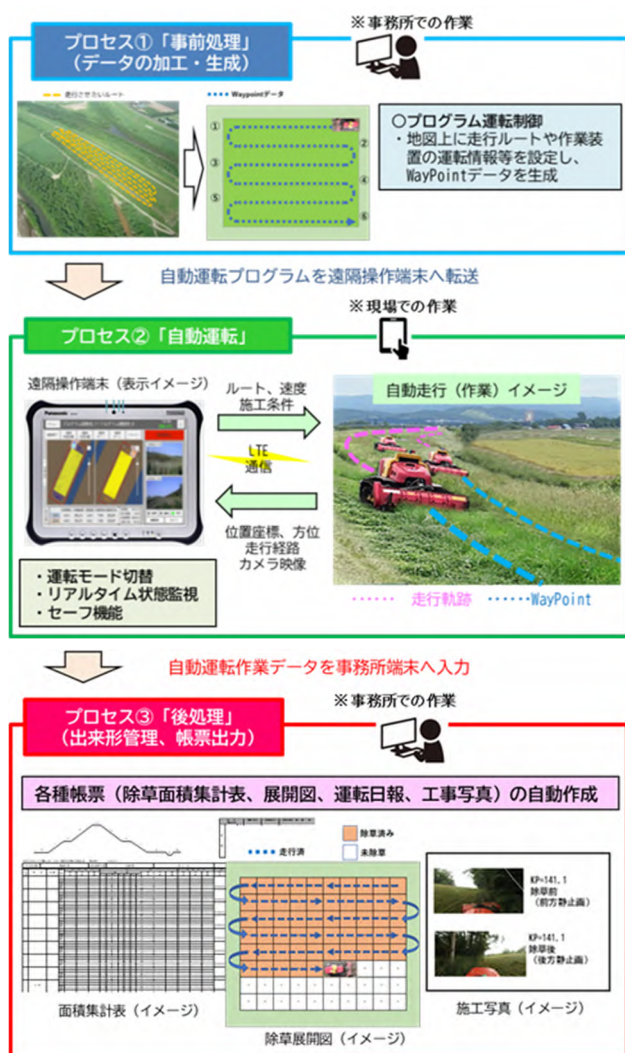 プロセス①「事前処理」
(データの加工・生成)
※事務所での作業
走行させたいルート
Waypointデータ
①
②
③
④
⑤
⑥
○プログラム運転制御
・地図上に走行ルートや作業装
置の運転情報等を設定し、
WayPointデータを生成
自動運転プログラムを遠隔操作端末へ転送
※現場での作業
プロセス②「自動運転」
遠隔操作端末（表示イメージ）
Panasonic
ルート、速度
施工条件
LTE
通信
位置座標、方位
走行経路
カメラ映像
・運転モード切替
・リアルタイム状態監視
・セーフ機能
自動走行（作業）イメージ
走行軌跡
WayPoint
自動運転作業データを事務所端末へ入力
※事務所での作業
プロセス③「後処理」
(出来形管理、帳票出力)
各種帳票（除草面積集計表、展開図、運転日報、工事写真）の自動作成
走行済
除草済み
未除草
KP=141.1
除草前
(前方静止画)
KP=141.1
除草後
(後方静止画)
面積集計表（イメージ）
除草展開図（イメージ）
施工写真（イメージ）